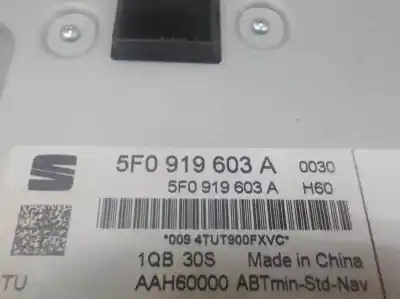 5F0 919 603 A 0030
5F0 919 603 A H60
*009 4TUT900FXVC*
1QB 30S Made in China
TU AAH60000 ABTmin-Std-Nav